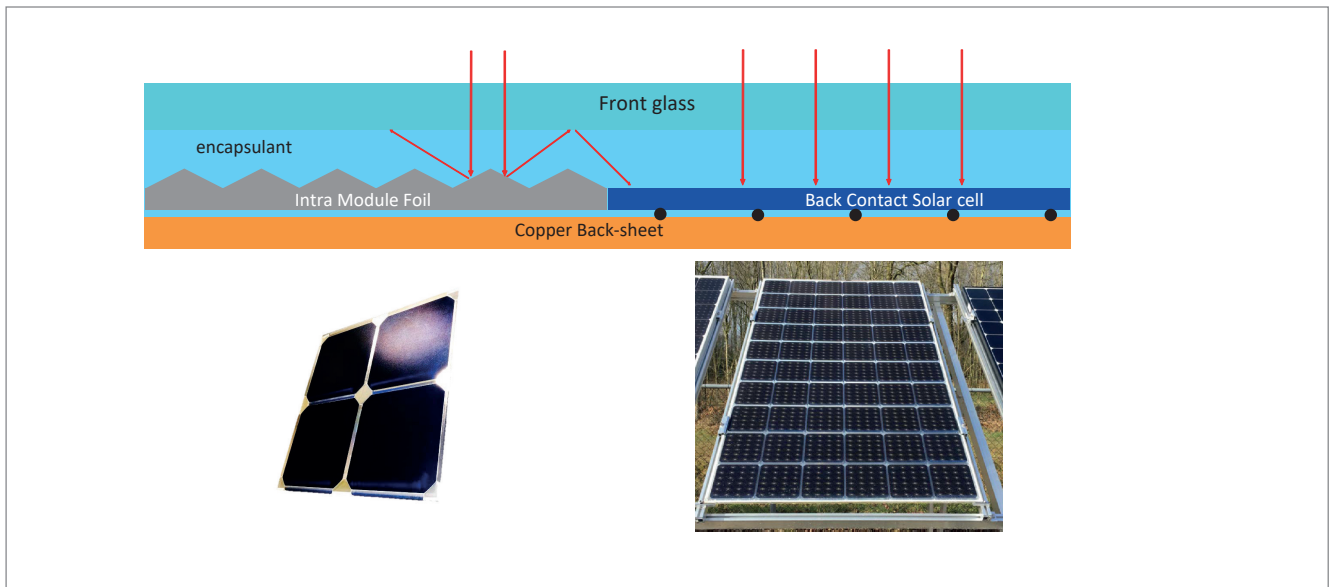 Front glass
encapsulant
Intra Module Foil
Back Contact Solar cell
Copper Back-sheet